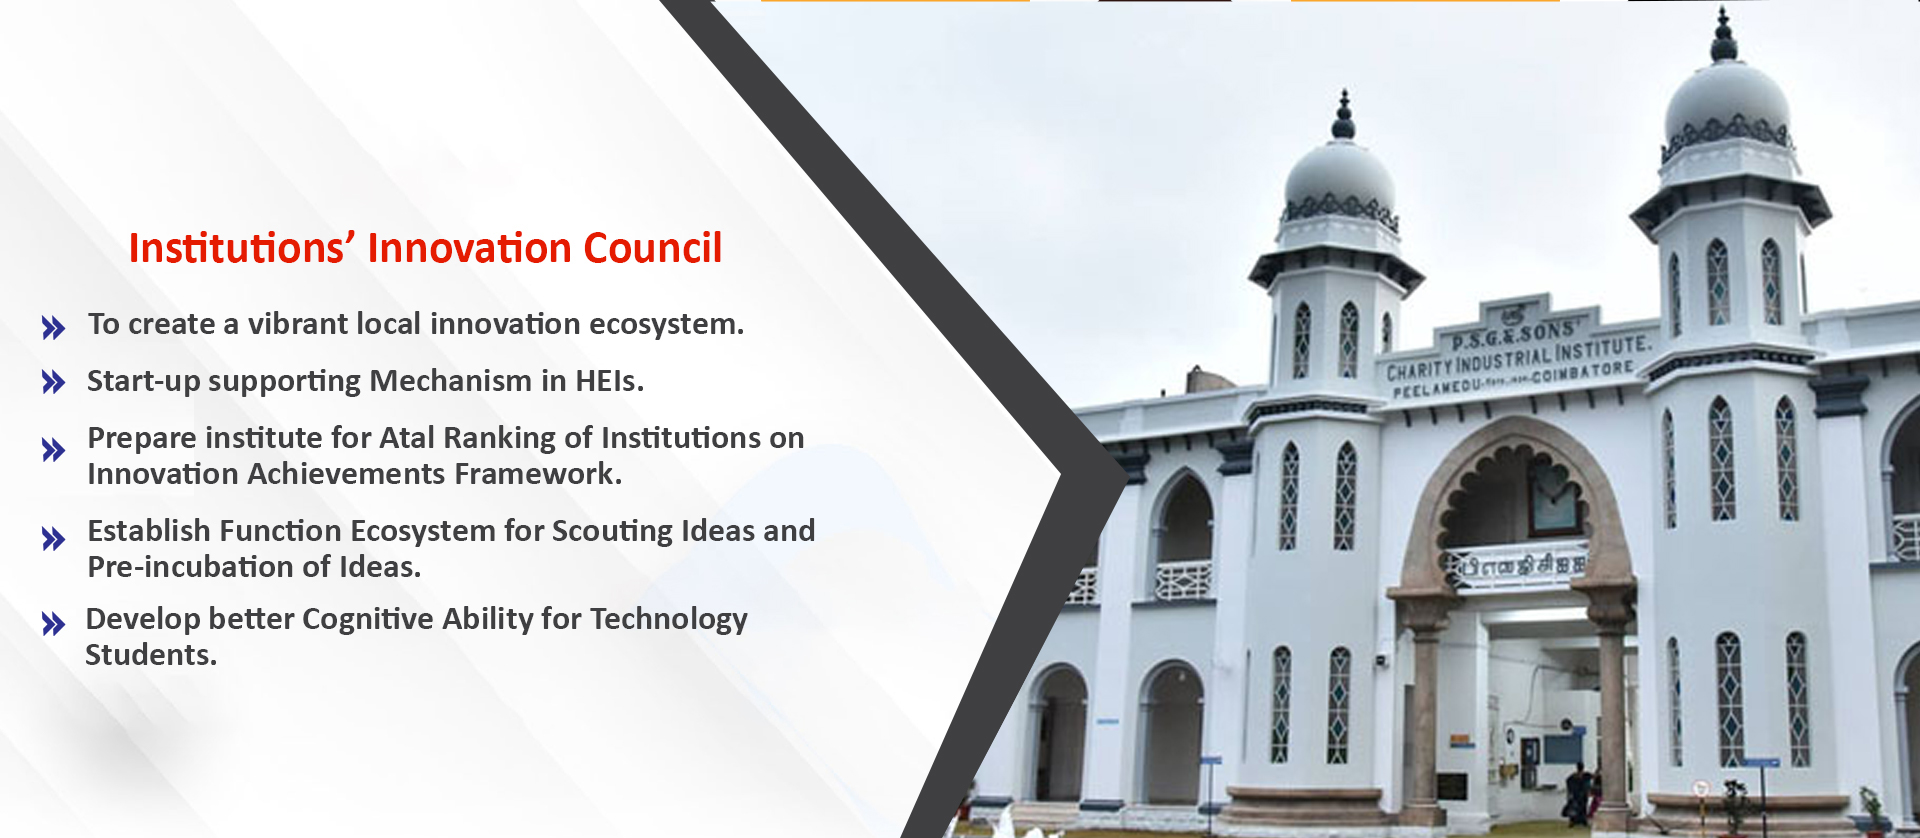 Institutions’ Innovation Council
To create a vibrant local innovation ecosystem.
Start-up supporting Mechanism in HEIs.
Prepare institute for Atal Ranking of Institutions on
Innovation Achievements Framework.
Establish Function Ecosystem for Scouting Ideas and
Pre-incubation of Ideas.
Develop better Cognitive Ability for Technology
Students.
P.S.G.&.SONS'
CHARITY INDUSTRIAL INSTITUTE.
PEELAMEDU- COIMBATORE